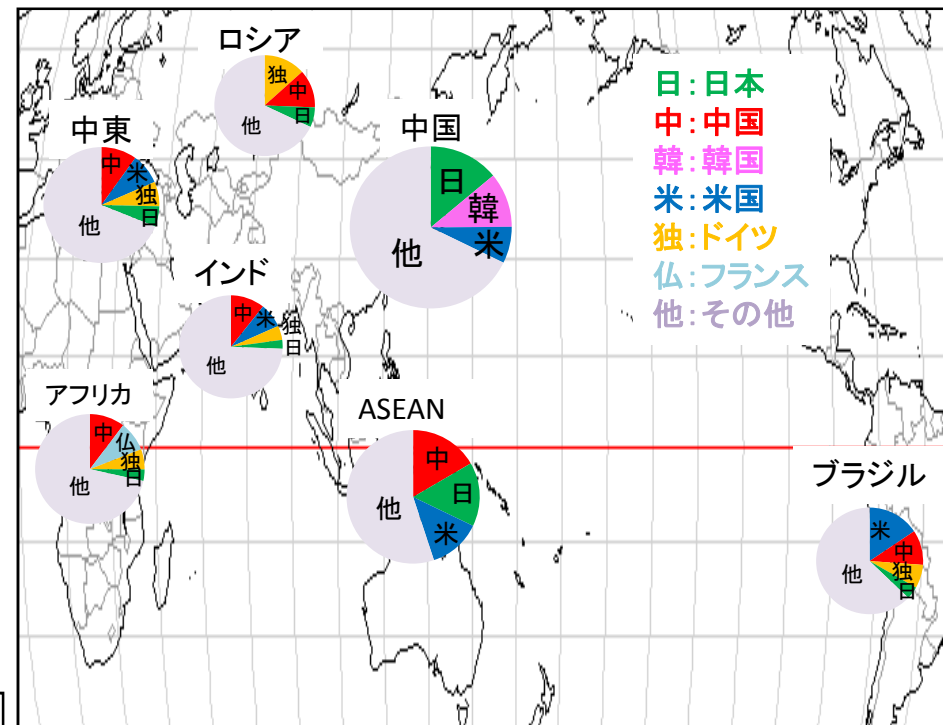 ロシア
独
中
日
他
中東
中
米
独
日
他
中国
日
韓
米
他
日:日本
中:中国
韓:韓国
米:米国
独:ドイツ
仏:フランス
他:その他
インド
中
米
独
日
他
アフリカ
中
仏
独
日
他
ASEAN
中
日
米
他
ブラジル
米
中
独
日
他